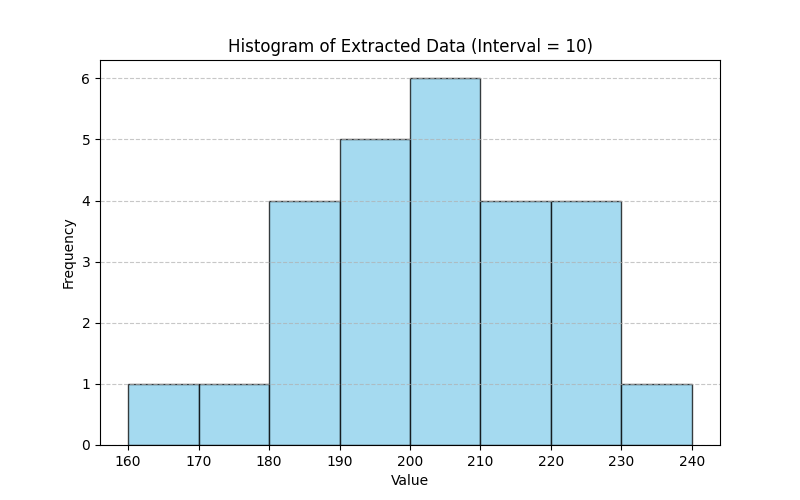 Histogram of Extracted Data (Interval = 10)
6
5
4
3
2
1
0
Frequency
160 170 180 190 200 210 220 230 240
Value